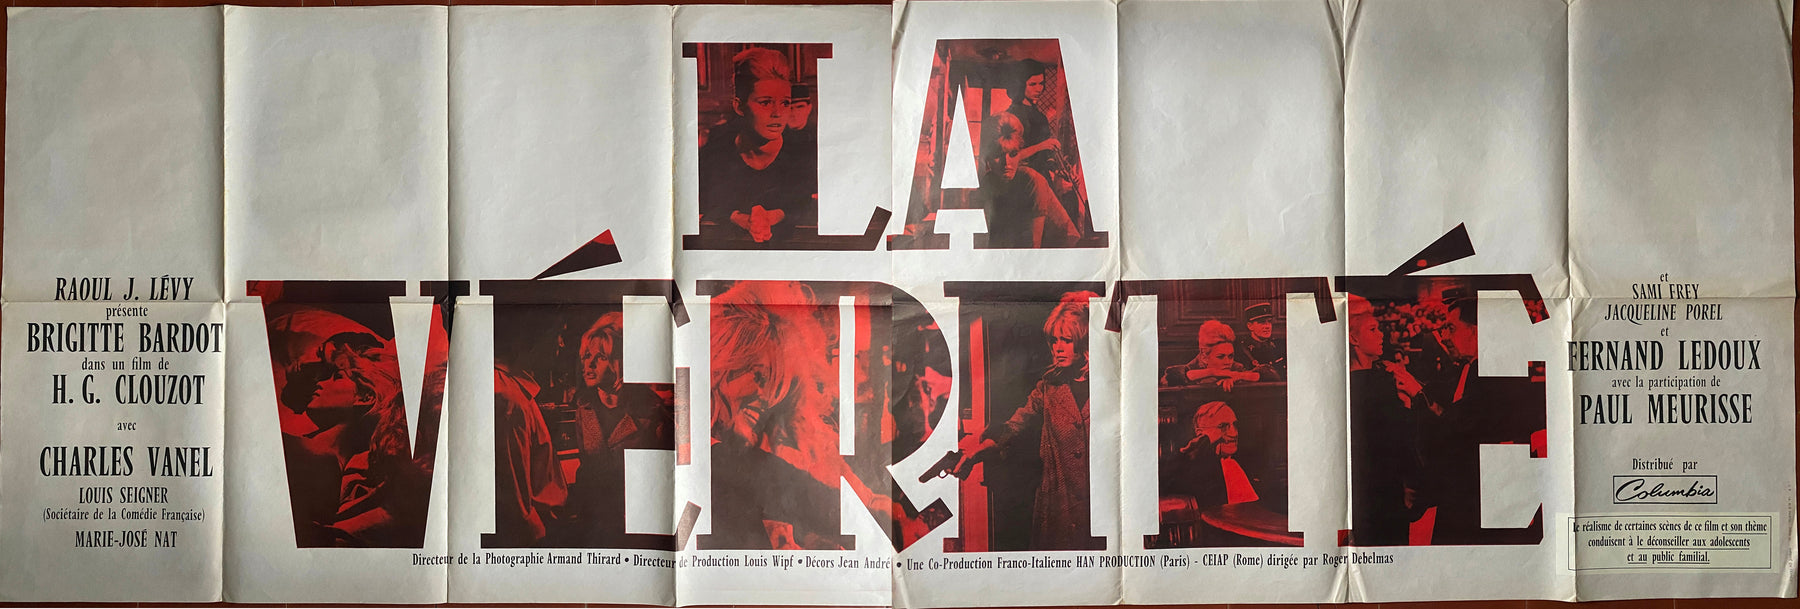 LA
VÉRITÉ
RAOUL J. LÉVY
présente
BRIGITTE BARDOT
dans un film de
H. G. CLOUZOT
avec
CHARLES VANEL
LOUIS SEIGNER
(Sociétaire de la Comédie Française)
MARIE-JOSÉ NAT
et
SAMI FREY
JACQUELINE POREL
et
FERNAND LEDOUX
avec la participation de
PAUL MEURISSE
Distribué par
Columbia
Le réalisme de certaines scènes de ce film et son thème
conduisent à le déconseiller aux adolescents
et au public familial.
Directeur de la Photographie Armand Thirard • Directeur de Production Louis Wipf • Décors Jean André • Une Co-Production Franco-Italienne HAN PRODUCTION (Paris) - CEIAP (Rome) dirigée par Roger Debelmas